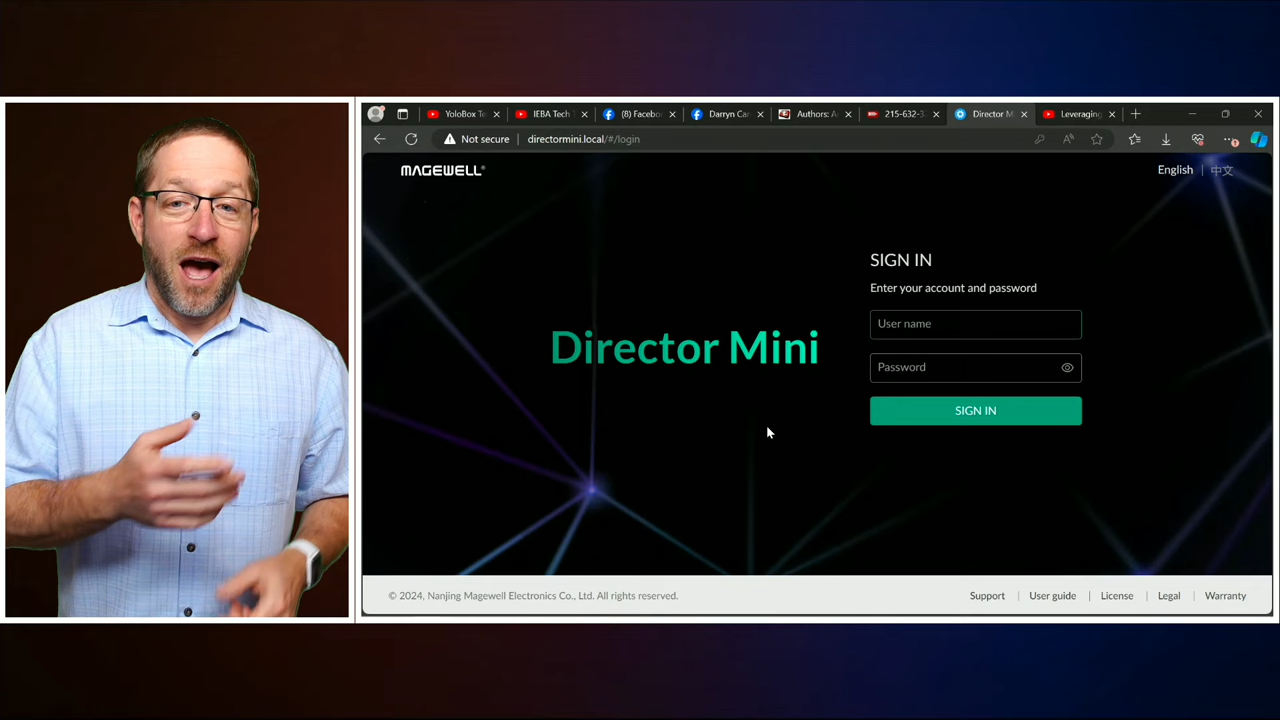 YoloBox Te
IEBA Tech
(8) Facebo
Darryn Ca
Authors: A
215-632-3
Director M
Leveraging
Not secure
directormini.local/#/login
MAGEWELL®
English
中文
SIGN IN
Enter your account and password
User name
Director Mini
Password
SIGN IN
© 2024, Nanjing Magewell Electronics Co., Ltd. All rights reserved.
Support
User guide
License
Legal
Warranty